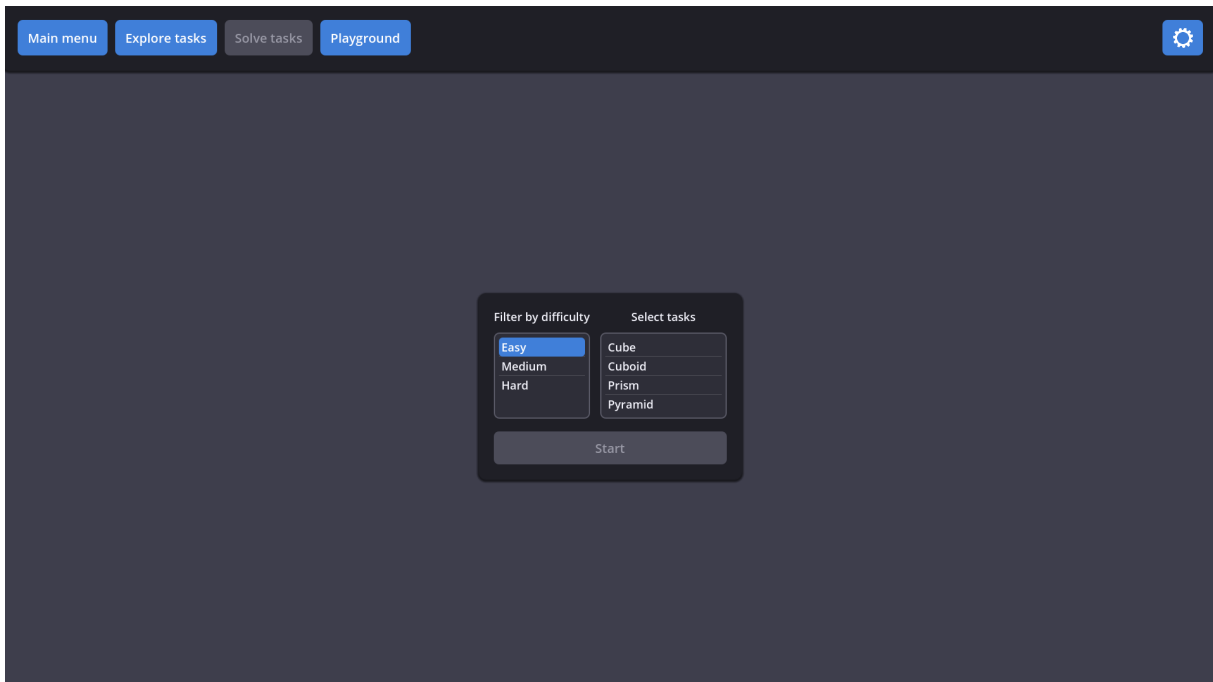 Main menu Explore tasks Solve tasks Playground
Filter by difficulty Select tasks
Easy Cube
Medium Cuboid
Hard Prism
Pyramid
Start